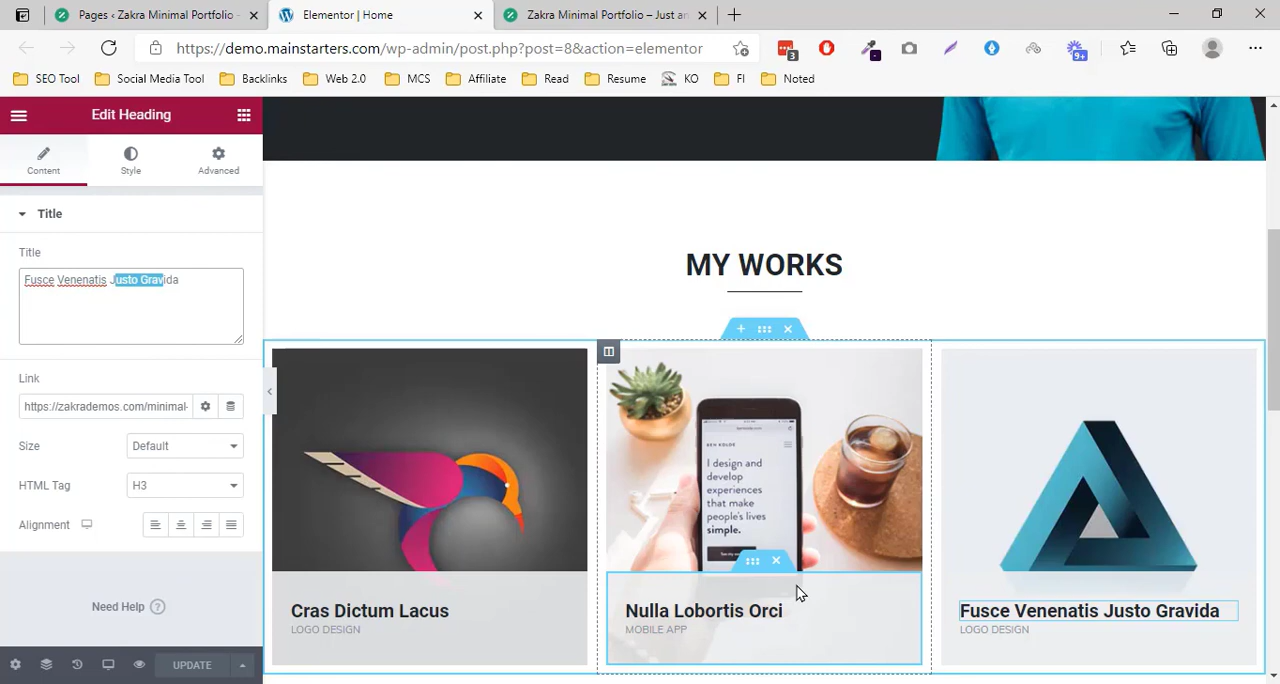 Pages ‹ Zakra Minimal Portfolio -
Elementor | Home
Zakra Minimal Portfolio – Just an
https://demo.mainstarters.com/wp-admin/post.php?post=8&action=elementor
3
9+
SEO Tool
Social Media Tool
Backlinks
Web 2.0
MCS
Affiliate
Read
Resume
KO
FI
Noted
Edit Heading
Content
Style
Advanced
Title
Title
Fusce Venenatis Justo Gravida
Link
https://zakrademos.com/minimal-
Size
Default
HTML Tag
H3
Alignment
Need Help
?
UPDATE
MY WORKS
I design and
develop
experiences
that make
people's lives
simple.
Cras Dictum Lacus
LOGO DESIGN
Nulla Lobortis Orci
MOBILE APP
Fusce Venenatis Justo Gravida
LOGO DESIGN